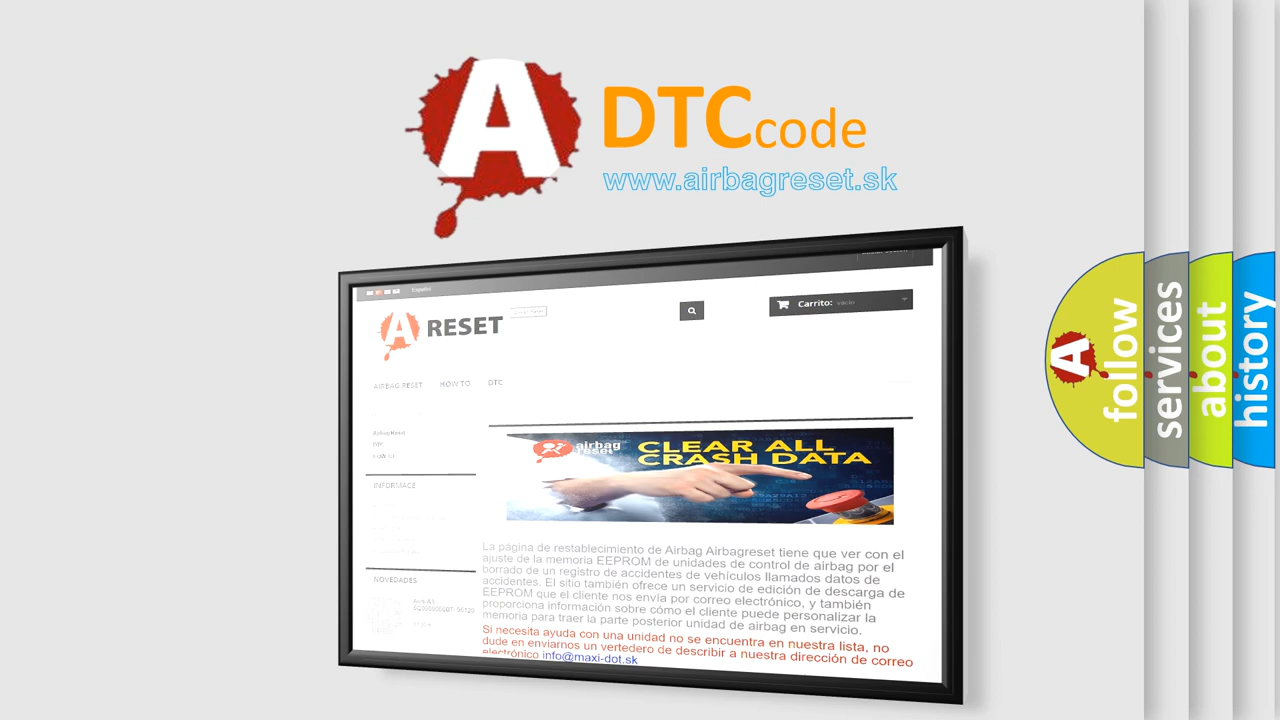 A
DTCcode
www.airbagreset.sk
Español
A RESET
Carrito: vacío
AIRBAG RESET HOW TO DTC
Airbag Reset
DTC
INFORMACE
NOVEDADES
airbag
reset
CLEAR ALL
CRASH DATA
La página de restablecimiento de Airbag Airbagreset tiene que ver con el
ajuste de la memoria EEPROM de unidades de control de airbag por el
borrado de un registro de accidentes de vehículos llamados datos de
accidentes. El sitio también ofrece un servicio de edición de descarga de
EEPROM que el cliente nos envía por correo electrónico, y también
proporciona información sobre cómo el cliente puede personalizar la
memoria para traer la parte posterior unidad de airbag en servicio.
Si necesita ayuda con una unidad no se encuentra en nuestra lista, no
dude en enviarnos un vertedero de describir a nuestra dirección de correo
electrónico info@maxi-dot.sk
A
follow
services
about
history